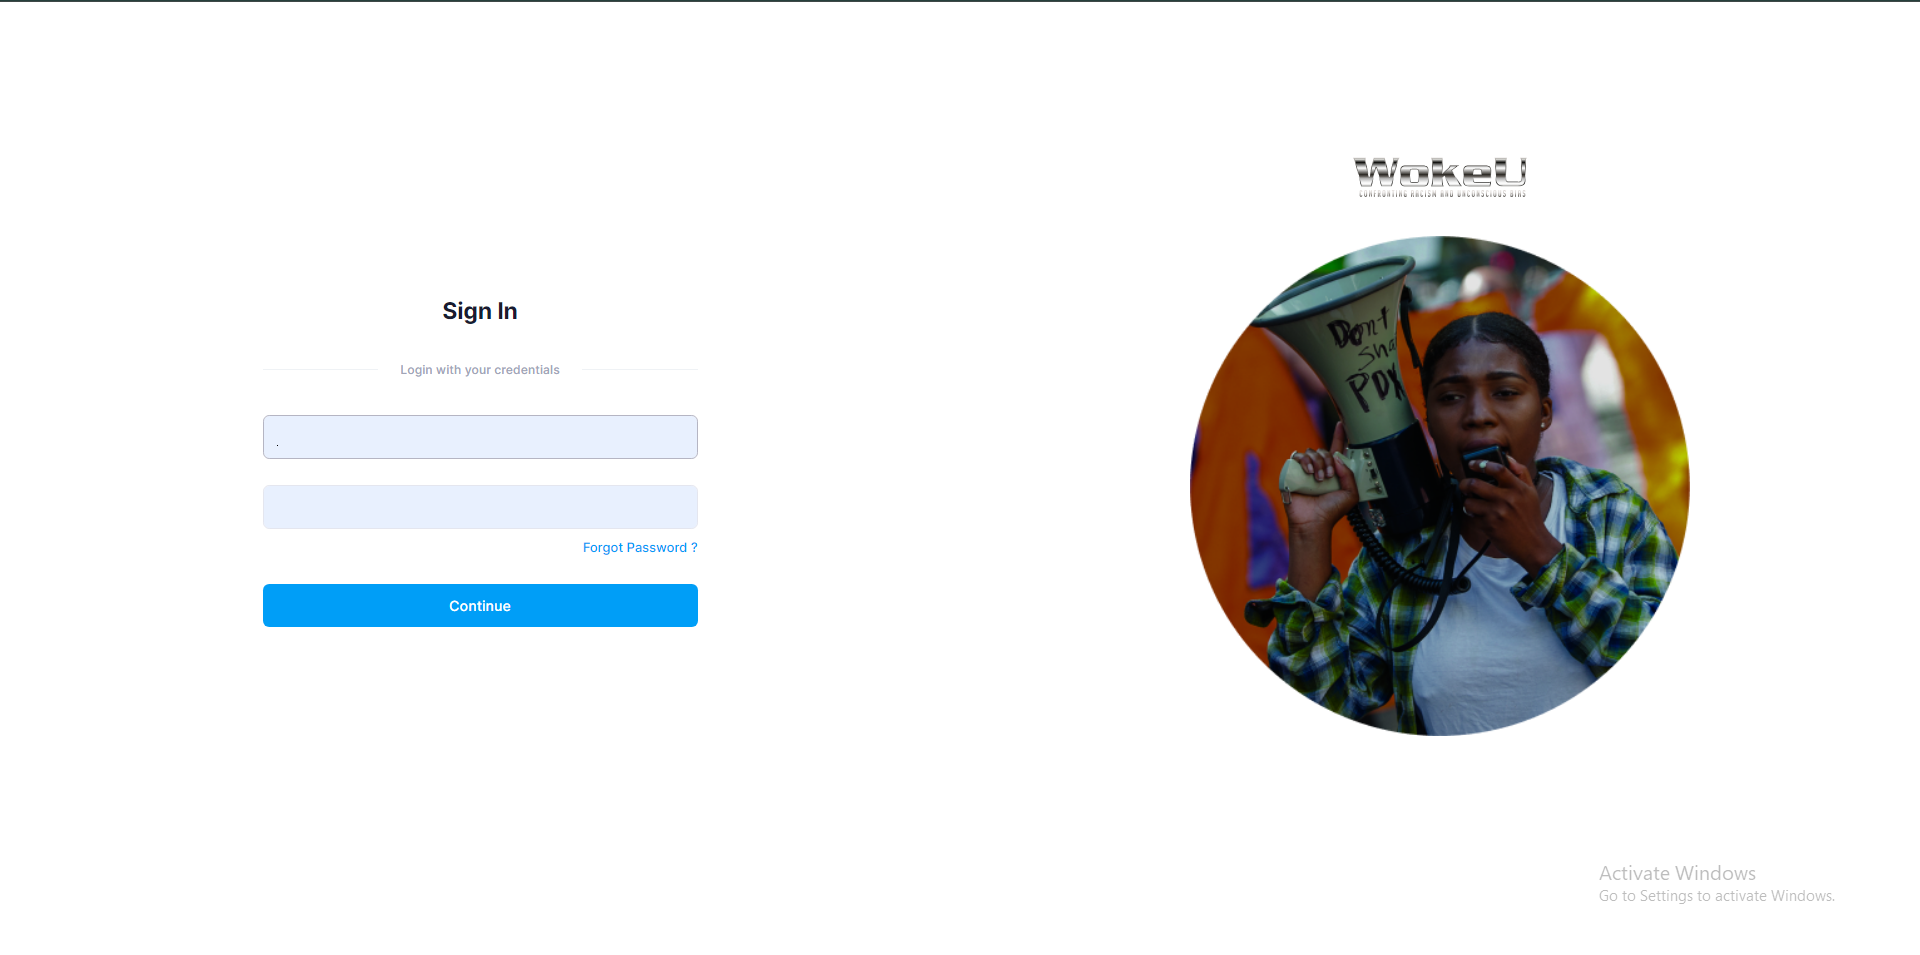 Sign In
Login with your credentials
.
Forgot Password ?
Continue
WokeU
CONFRONTING RACISM AND UNCONSCIOUS BIAS
Don't
Sha
PDX
Activate Windows
Go to Settings to activate Windows.